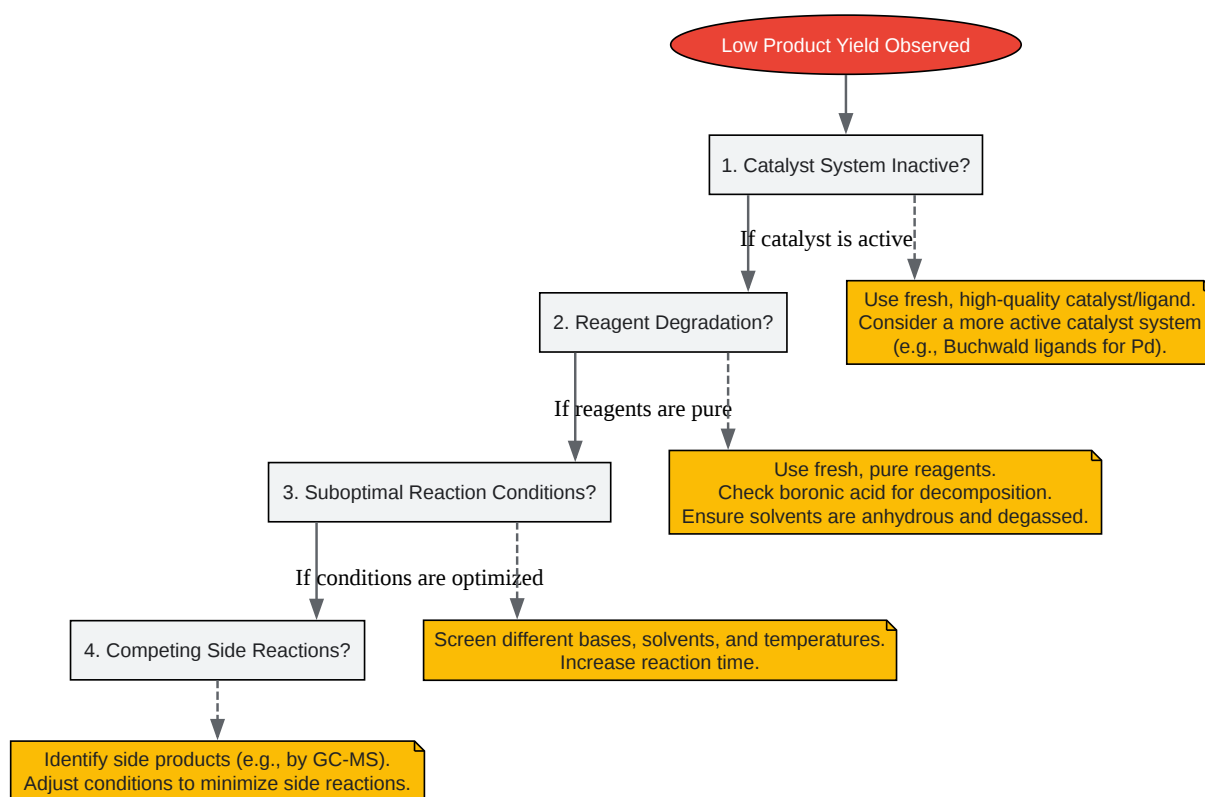 Low Product Yield Observed
1. Catalyst System Inactive?
If catalyst is active
Use fresh, high-quality catalyst/ligand.
Consider a more active catalyst system
(e.g., Buchwald ligands for Pd).
2. Reagent Degradation?
If reagents are pure
Use fresh, pure reagents.
Check boronic acid for decomposition.
Ensure solvents are anhydrous and degassed.
3. Suboptimal Reaction Conditions?
If conditions are optimized
Screen different bases, solvents, and temperatures.
Increase reaction time.
4. Competing Side Reactions?
Identify side products (e.g., by GC-MS).
Adjust conditions to minimize side reactions.